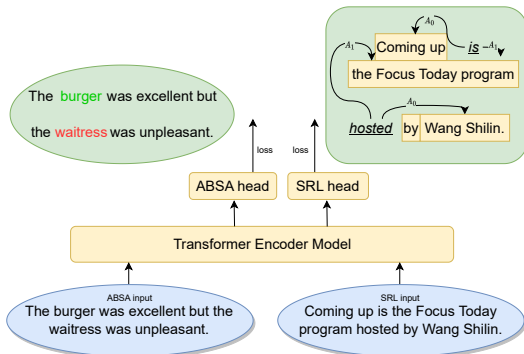 The burger was excellent but
the waitress was unpleasant.
A₀
A₁
Coming up is A₁
the Focus Today program
A₀
hosted by Wang Shilin.
loss
loss
ABSA head
SRL head
Transformer Encoder Model
ABSA input
The burger was excellent but the
waitress was unpleasant.
SRL input
Coming up is the Focus Today
program hosted by Wang Shilin.